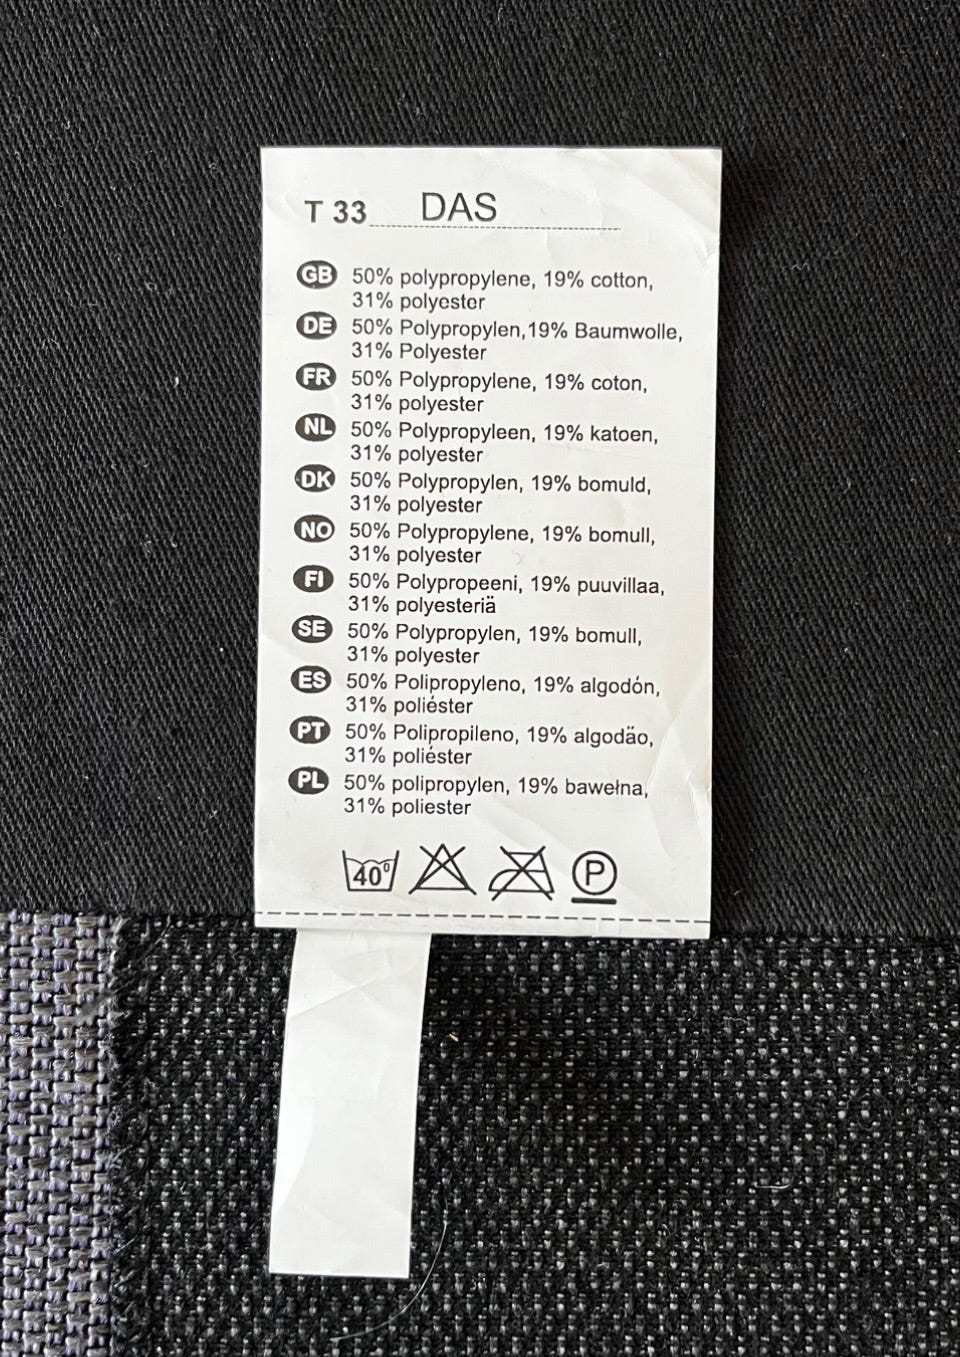 T 33 DAS
GB 50% polypropylene, 19% cotton,
31% polyester
DE 50% Polypropylen,19% Baumwolle,
31% Polyester
FR 50% Polypropylene, 19% coton,
31% polyester
NL 50% Polypropyleen, 19% katoen,
31% polyester
DK 50% Polypropylen, 19% bomuld,
31% polyester
NO 50% Polypropylene, 19% bomull,
31% polyester
FI 50% Polypropeeni, 19% puuvillaa,
31% polyesteriä
SE 50% Polypropylen, 19% bomull,
31% polyester
ES 50% Polipropyleno, 19% algodón,
31% poliéster
PT 50% Polipropileno, 19% algodäo,
31% poliéster
PL 50% polipropylen, 19% bawełna,
31% poliester
40° P